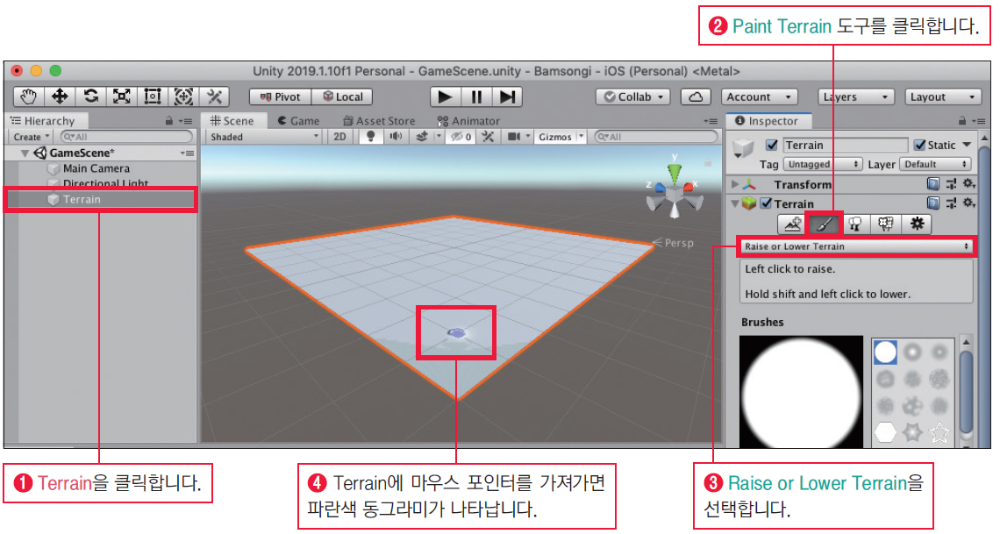 ❷ Paint Terrain 도구를 클릭합니다.
Unity 2019.1.10f1 Personal - GameScene.unity - Bamsongi - iOS (Personal) <Metal>
Pivot Local Collab Account Layers Layout
Hierarchy Scene Game Asset Store Animator Inspector
Create All Shaded 2D 0 Gizmos All Terrain Static
GameScene*
Tag Untagged Layer Default
Main Camera
Directional Light
Transform
Terrain
Terrain
y
z x
Persp
Raise or Lower Terrain
Left click to raise.
Hold shift and left click to lower.
Brushes
❶ Terrain을 클릭합니다.
❹ Terrain에 마우스 포인터를 가져가면
파란색 동그라미가 나타납니다.
❸ Raise or Lower Terrain을
선택합니다.